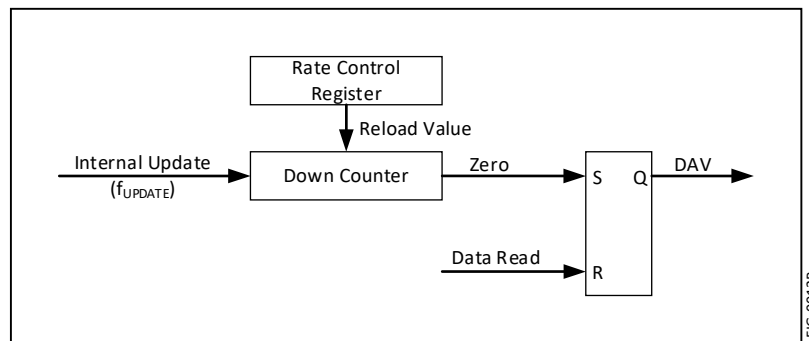 Rate Control
Register
Reload Value
Internal Update
(fUPDATE)
Down Counter
Zero
S
Q
DAV
Data Read
R